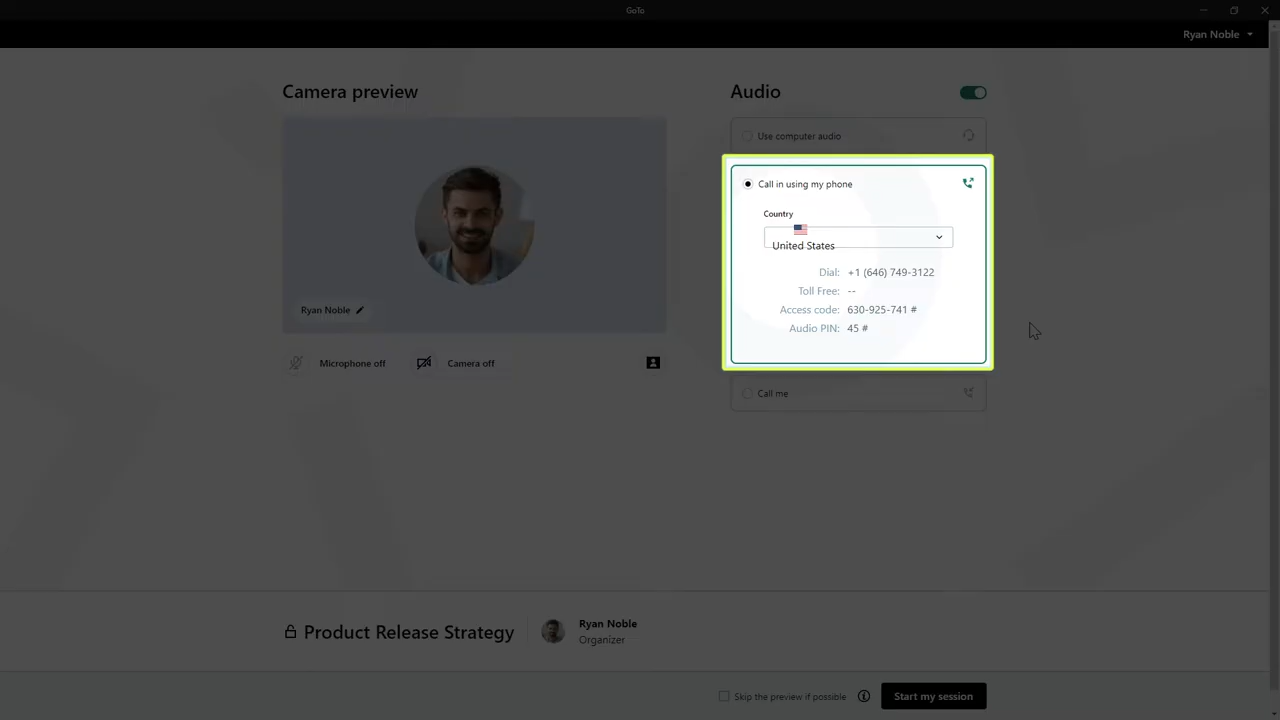 GoTo
Ryan Noble
Camera preview
Ryan Noble
Microphone off
Camera off
Audio
Use computer audio
Call in using my phone
Country
United States
Dial: +1 (646) 749-3122
Toll Free: --
Access code: 630-925-741 #
Audio PIN: 45 #
Call me
Product Release Strategy
Ryan Noble
Organizer
Skip the preview if possible
Start my session